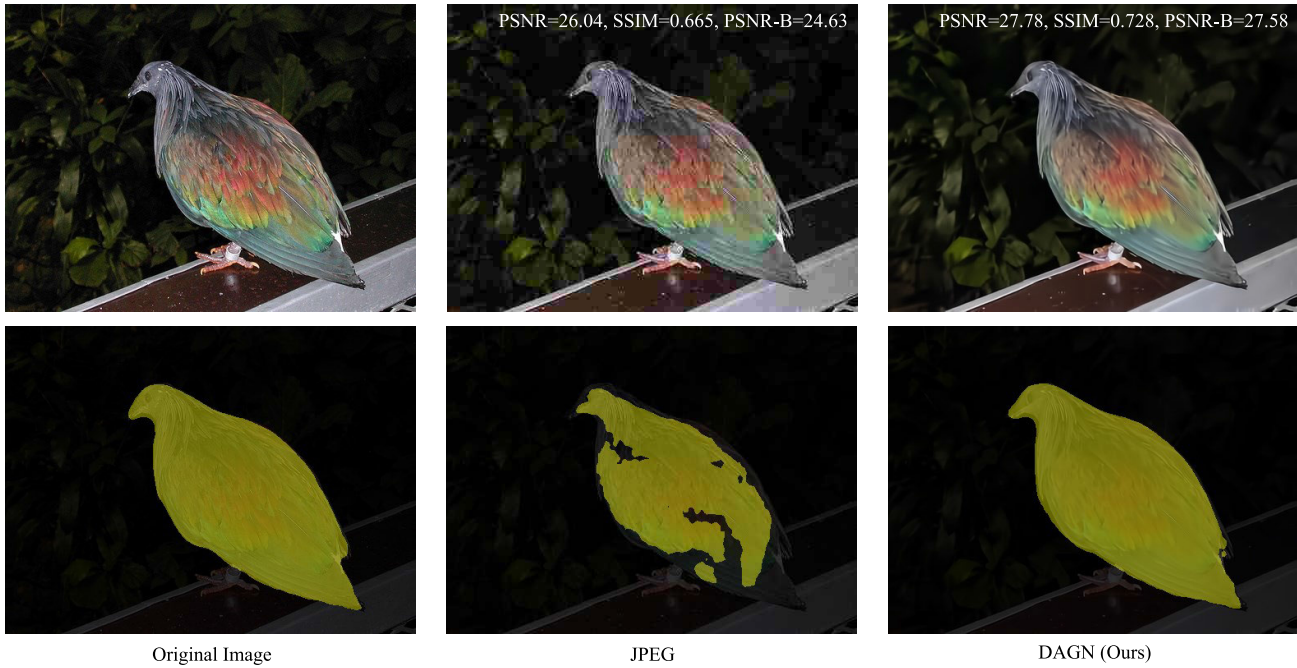 PSNR=26.04, SSIM=0.665, PSNR-B=24.63
PSNR=27.78, SSIM=0.728, PSNR-B=27.58
Original Image
JPEG
DAGN (Ours)